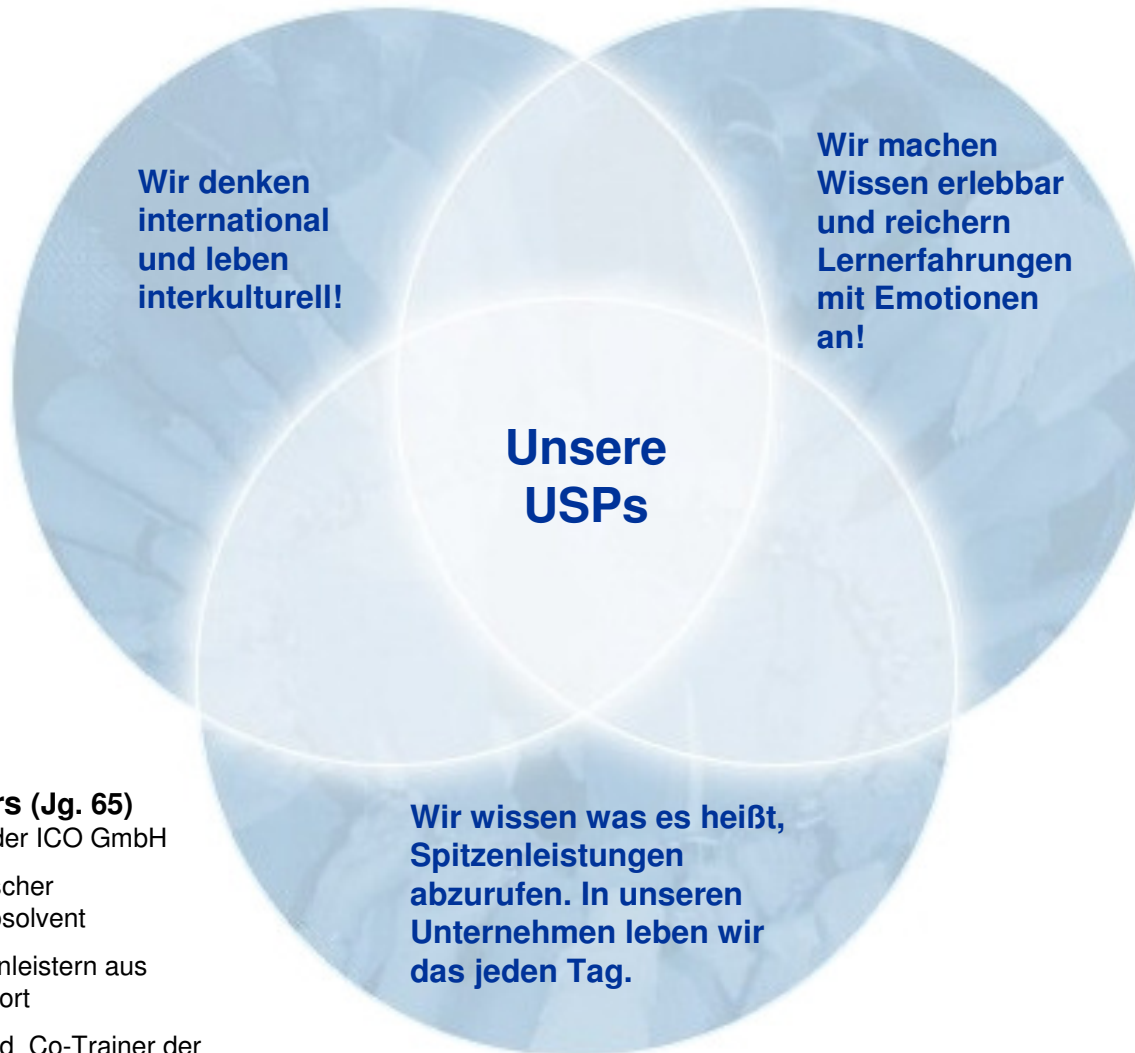 Wir denken
international
und leben
interkulturell!
Wir machen
Wissen erlebbar
und reichern
Lernerfahrungen
mit Emotionen
an!
Unsere
USPs
Wir wissen was es heißt,
Spitzenleistungen
abzurufen. In unseren
Unternehmen leben wir
das jeden Tag.
rs (Jg. 65)
der ICO GmbH
scher
bsolvent
nleistern aus
ort
d. Co-Trainer der